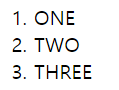 1. ONE
2. TWO
3. THREE